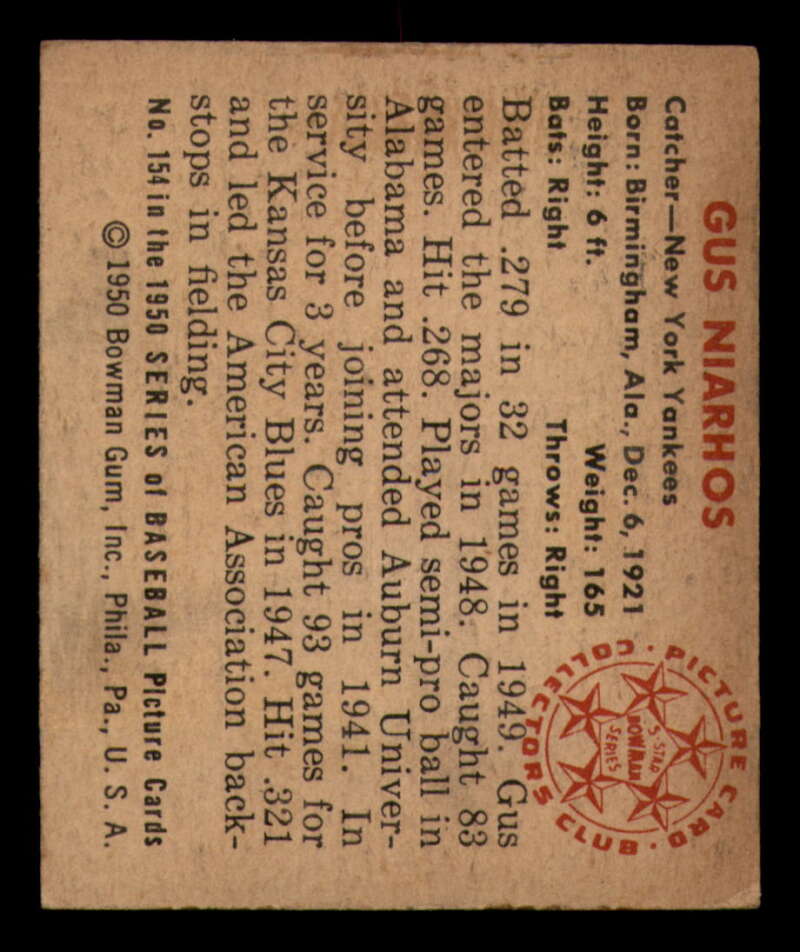 GUS NIARHOS
Catcher—New York Yankees
Born: Birmingham, Ala., Dec. 6, 1921
Height: 6 ft. Weight: 165
Bats: Right Throws: Right
PICTURE CARD · COLLECTORS CLUB ·
5-STAR
BOWMAN
SERIES
Batted .279 in 32 games in 1949. Gus
entered the majors in 1948. Caught 83
games. Hit .268. Played semi-pro ball in
Alabama and attended Auburn Univer-
sity before joining pros in 1941. In
service for 3 years. Caught 93 games for
the Kansas City Blues in 1947. Hit .321
and led the American Association back-
stops in fielding.
No. 154 in the 1950 SERIES of BASEBALL Picture Cards
© 1950 Bowman Gum, Inc., Phila., Pa., U. S. A.